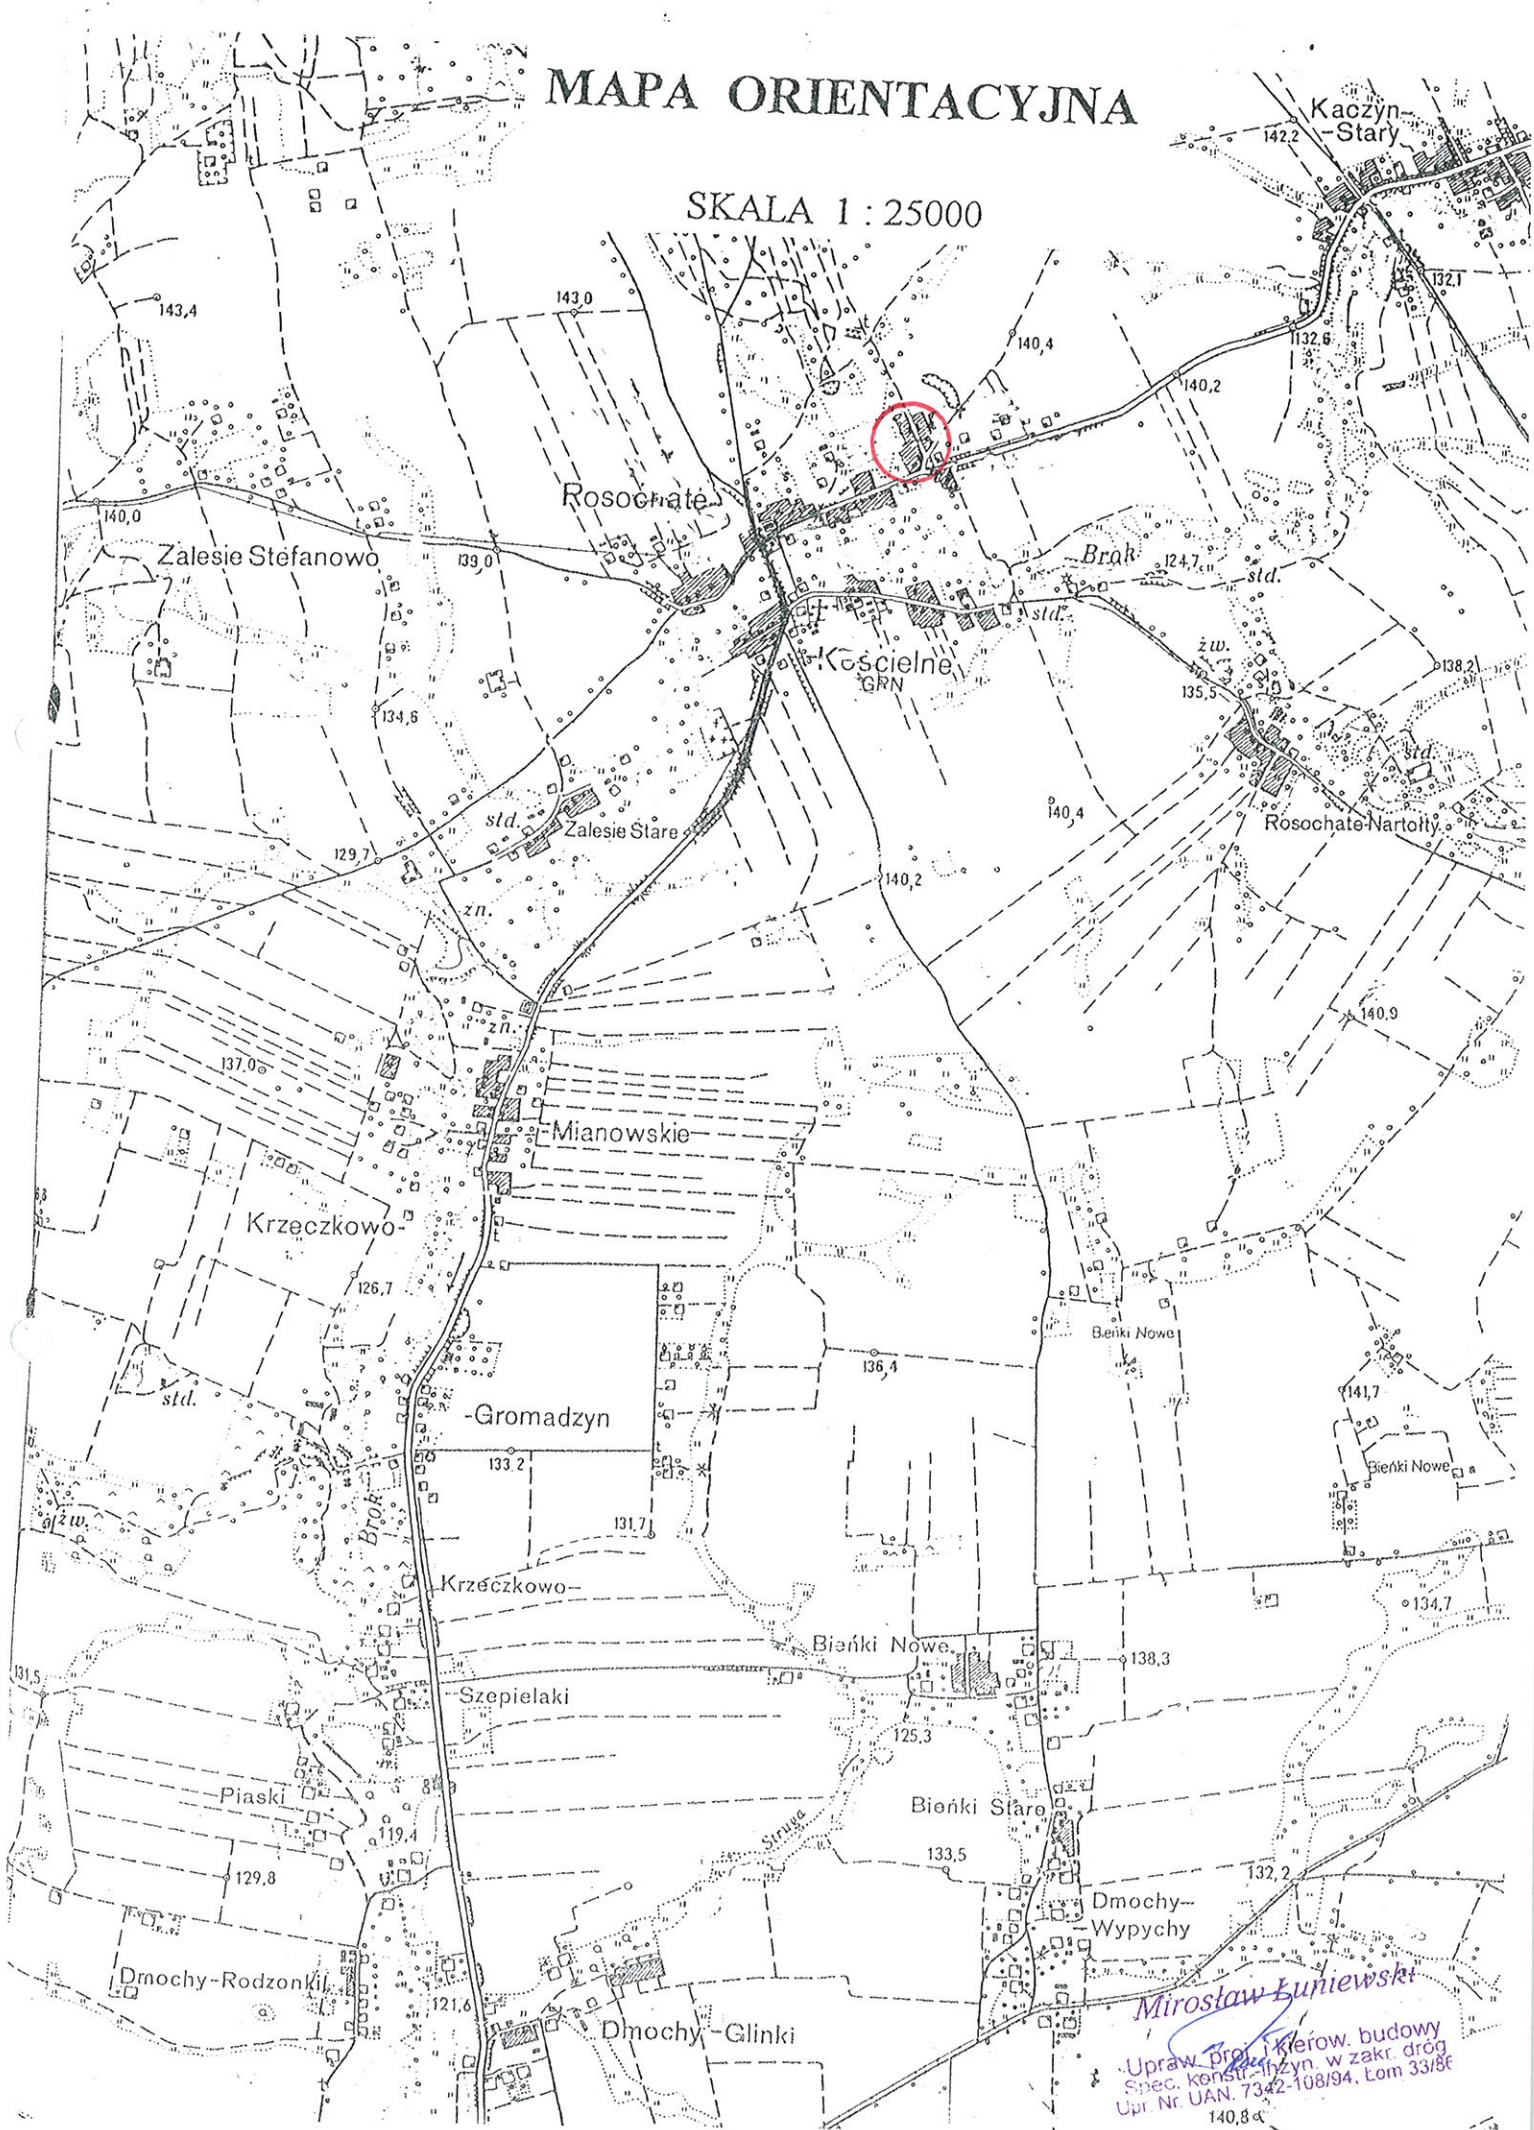 MAPA ORIENTACYJNA
SKALA 1 : 25000
Kaczyn-
-Stary
142,2
132,1
143,4
143,0
140,4
132,6
140,2
Rosochate
140,0
Zalesie Stefanowo
139,0
Brok
124,7
std.
std.
-Kościelne
GRN
żw.
138,2
135,5
134,6
std.
140,4
std.
Zalesie Stare
Rosochate-Nartołty
129,7
140,2
zn.
140,9
zn.
137,0
-Mianowskie
Krzeczkowo-
126,7
Bieńki Nowe
136,4
141,7
std.
-Gromadzyn
133,2
Bieńki Nowe
Brok
żw.
131,7
Krzeczkowo-
134,7
Bieńki Nowe
138,3
131,5
-Szepielaki
125,3
-Piaski
Bieńki Stare
Struga
119,4
133,5
129,8
132,2
Dmochy-
-Wypychy
Dmochy-Rodzonki
121,6
Dmochy-Glinki
Mirosław Łuniewski
Upraw. proj. i kierow. budowy
Spec. konstr.-inżyn. w zakr. dróg
Upr. Nr. UAN. 7342-108/94, Łom 33/86
140,8